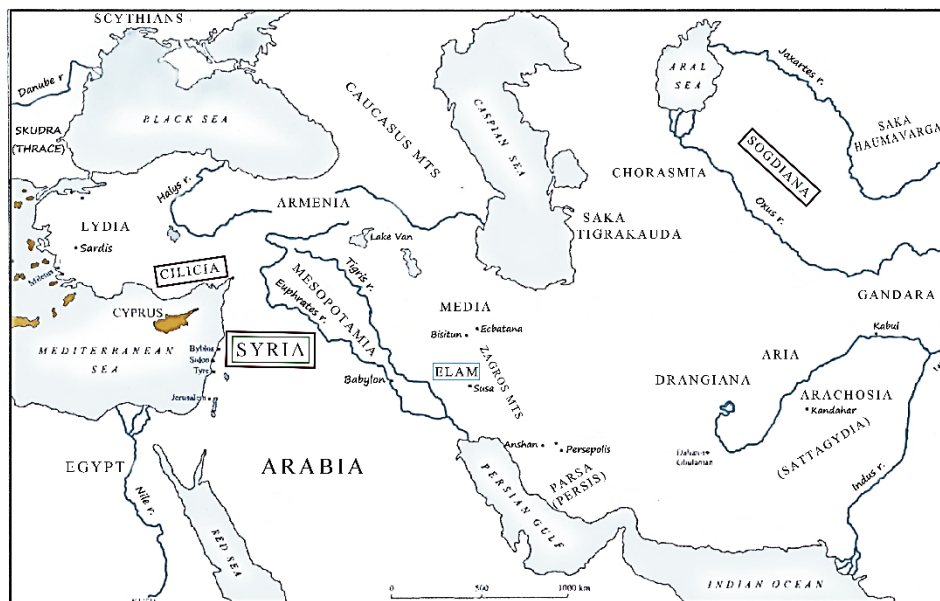 SCYTHIANS
Danube r
BLACK SEA
SKUDRA
(THRACE)
CAUCASUS MTS
CASPIAN SEA
ARAL
SEA
Jaxartes r.
SAKA
HAUMAVARGA
SOGDIANA
CHORASMIA
Oxus r.
Halys r.
ARMENIA
LYDIA
Sardis
Lake Van
SAKA
TIGRAKAUDA
Miletus
CILICIA
MESOPOTAMIA
Tigris r.
Euphrates r.
CYPRUS
MEDIA
Ecbatana
Bisitun
GANDARA
Kabul
MEDITERRANEAN
SEA
Byblos
Sidon
Tyre
SYRIA
ZAGROS MTS
ELAM
Susa
Babylon
ARIA
DRANGIANA
ARACHOSIA
Kandahar
Jerusalem
Anshan
Persepolis
(SATTAGYDIA)
EGYPT
ARABIA
PARSA
(PERSIS)
PERSIAN GULF
Indus r.
Nile r.
RED SEA
0 500 1000 km
INDIAN OCEAN